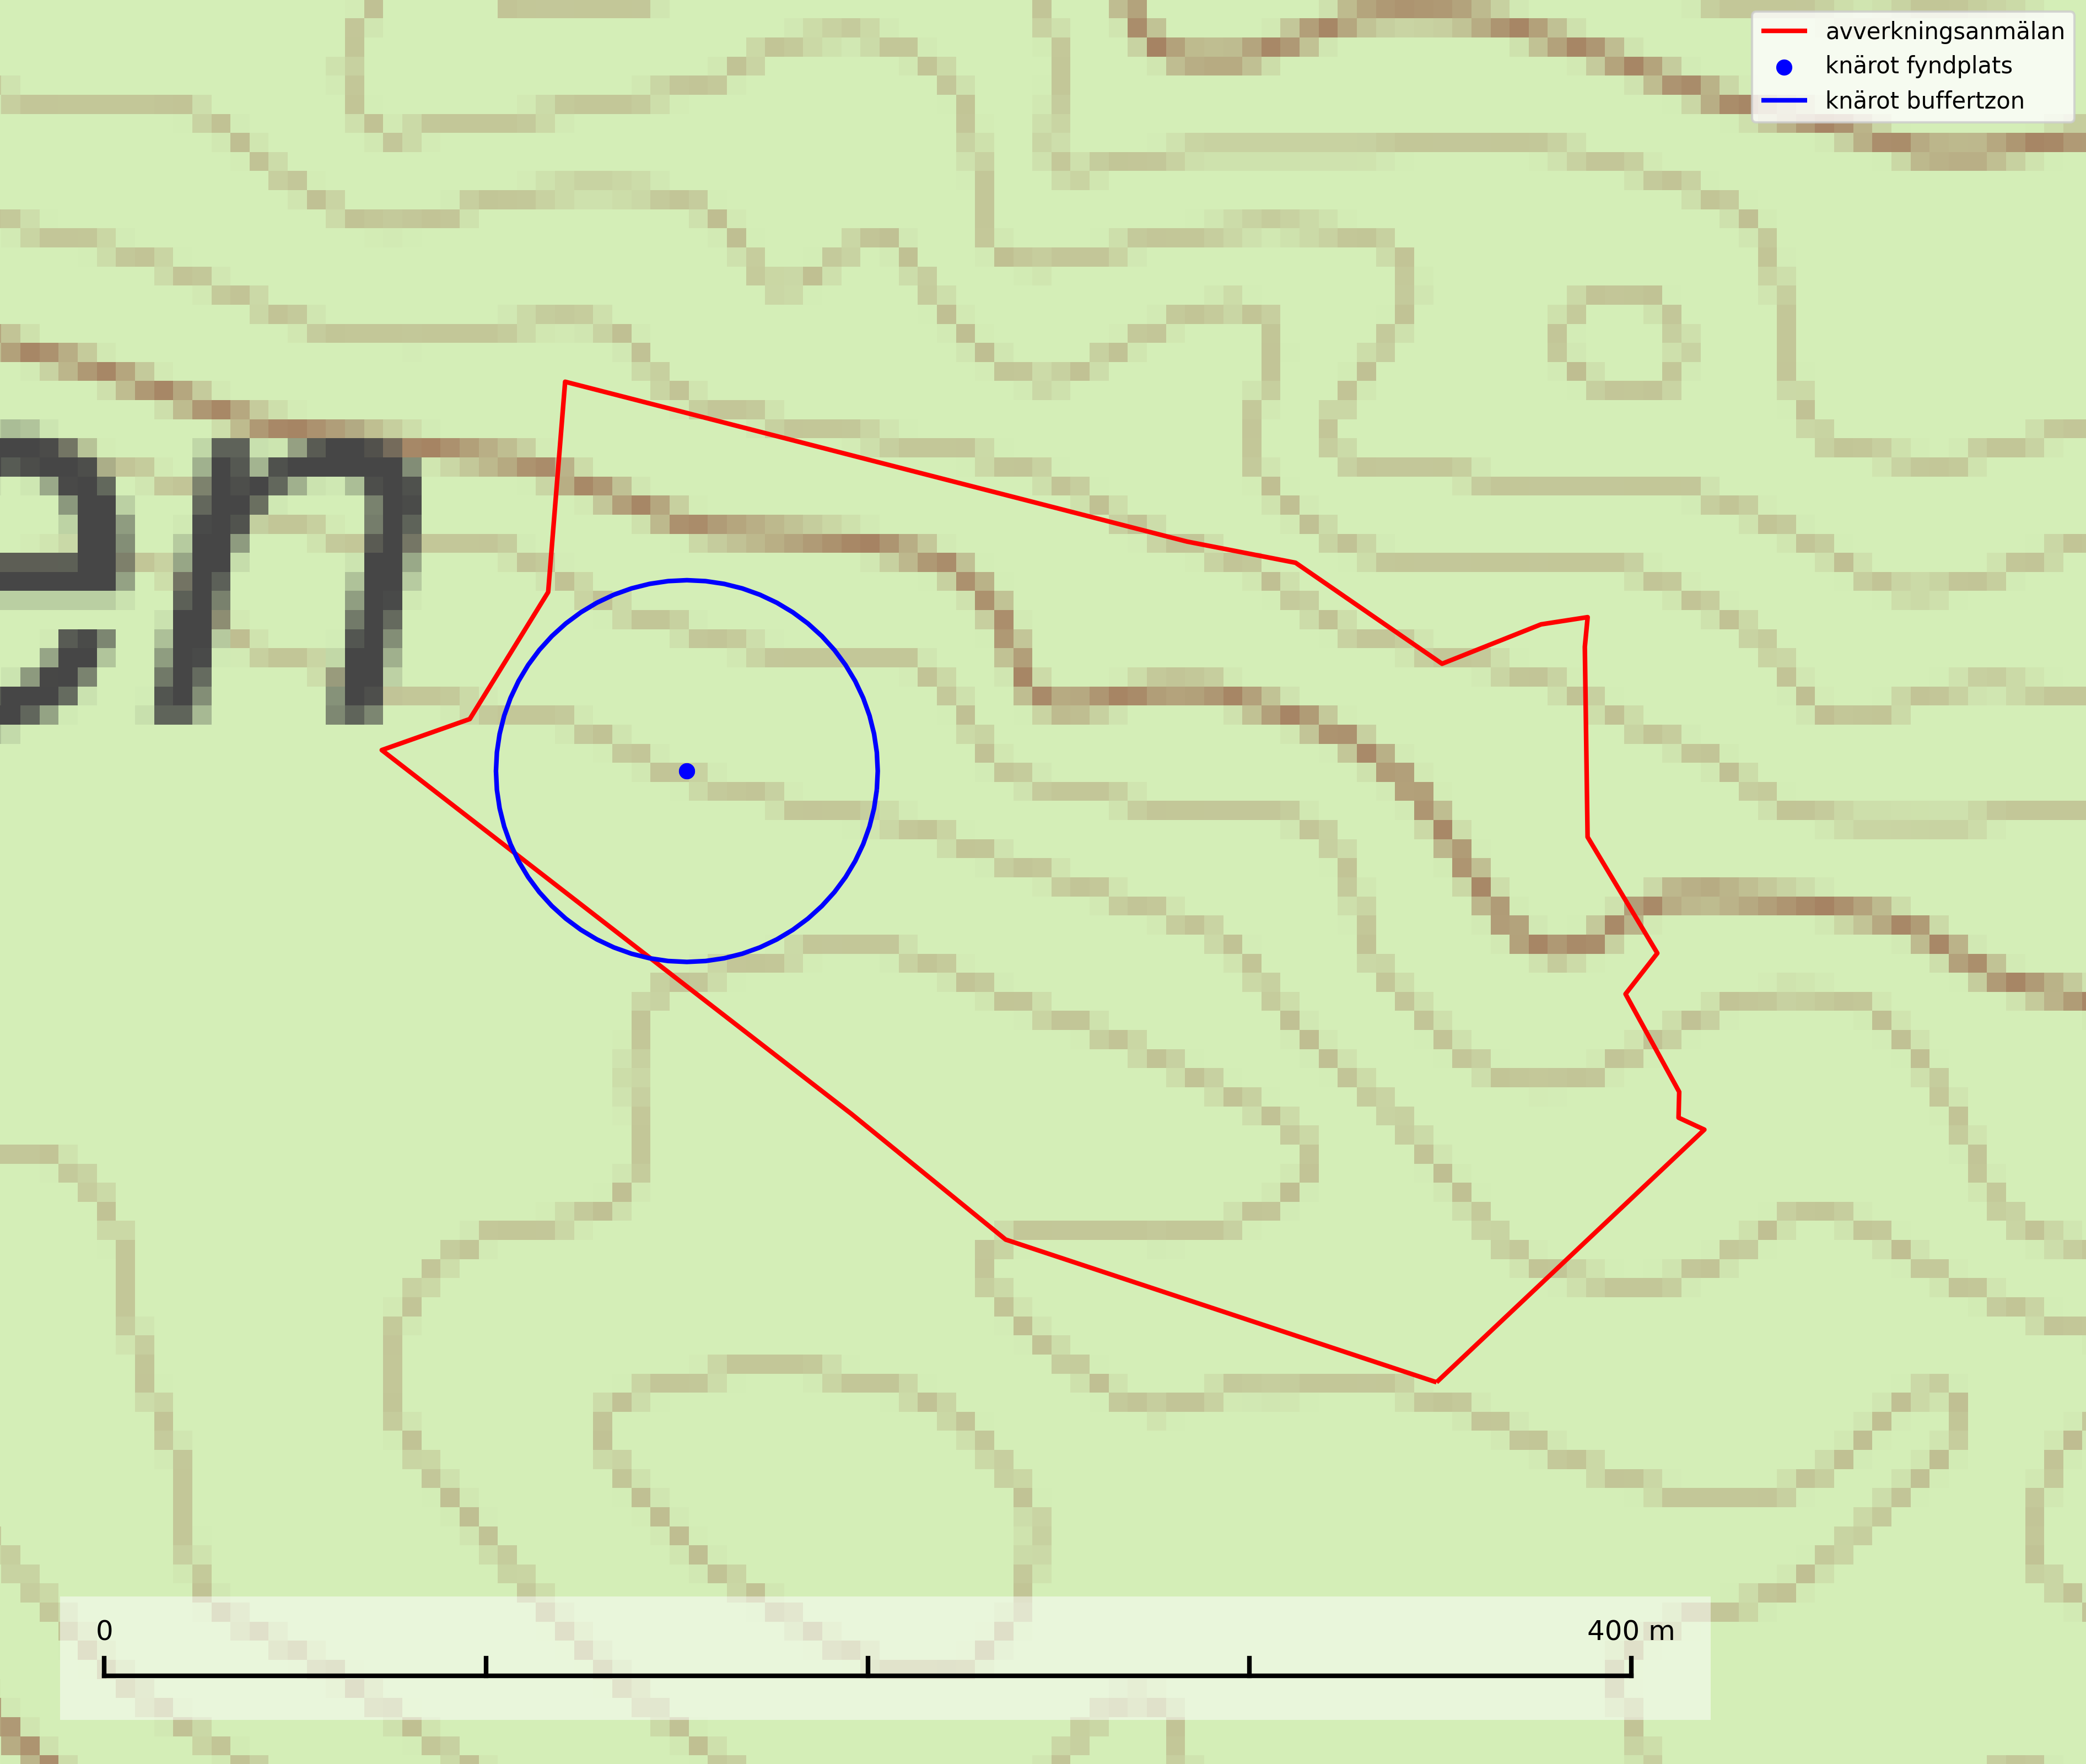 avverkningsanmälan
knärot fyndplats
knärot buffertzon
n
0
400 m